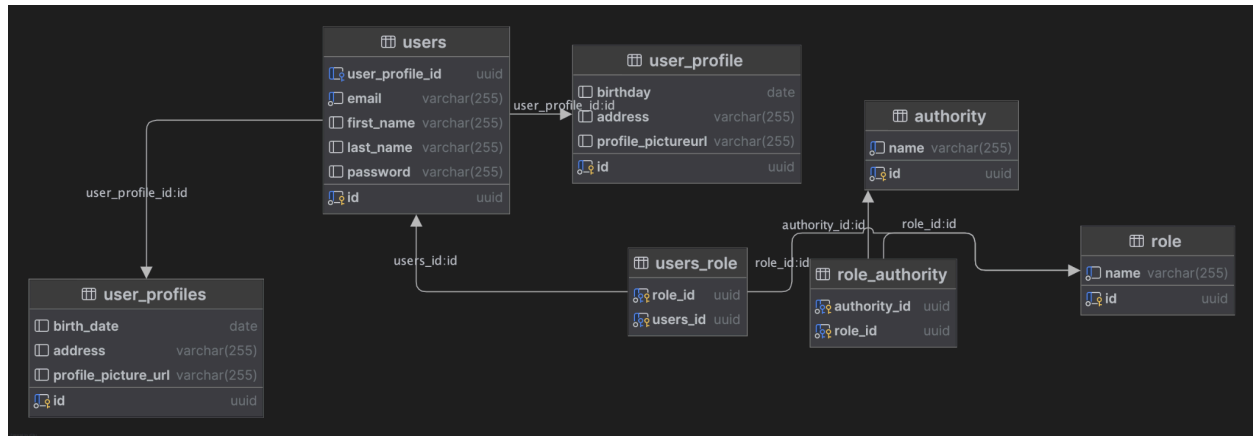 users
user_profile_id uuid
email varchar(255)
first_name varchar(255)
last_name varchar(255)
password varchar(255)
id uuid
user_profile_id:id
user_profile
birthday date
address varchar(255)
profile_pictureurl varchar(255)
id uuid
authority
name varchar(255)
id uuid
user_profile_id:id
users_id:id
authority_id:id
role_id:id
role_id:id
users_role
role_id uuid
users_id uuid
role_authority
authority_id uuid
role_id uuid
role
name varchar(255)
id uuid
user_profiles
birth_date date
address varchar(255)
profile_picture_url varchar(255)
id uuid